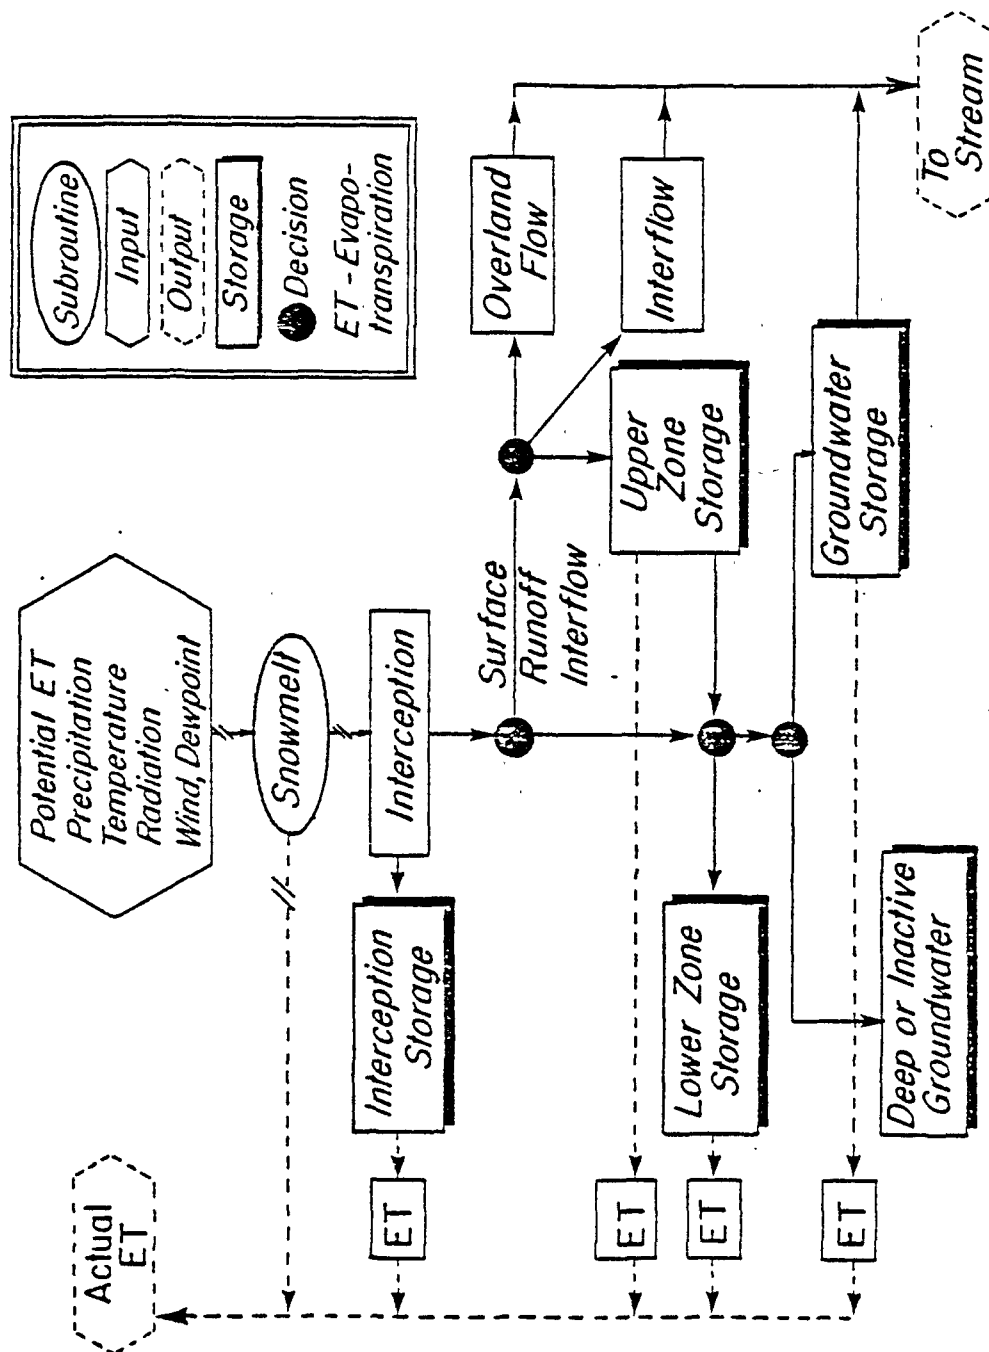 Actual
ET
Potential ET
Precipitation
Temperature
Radiation
Wind, Dewpoint
Subroutine
Input
Output
Storage
Decision
ET - Evapo-
transpiration
Snowmelt
Interception
Interception
Storage
ET
Surface
Runoff
Interflow
Overland
Flow
Interflow
Upper
Zone
Storage
ET
Lower Zone
Storage
ET
Groundwater
Storage
ET
Deep or Inactive
Groundwater
To
Stream